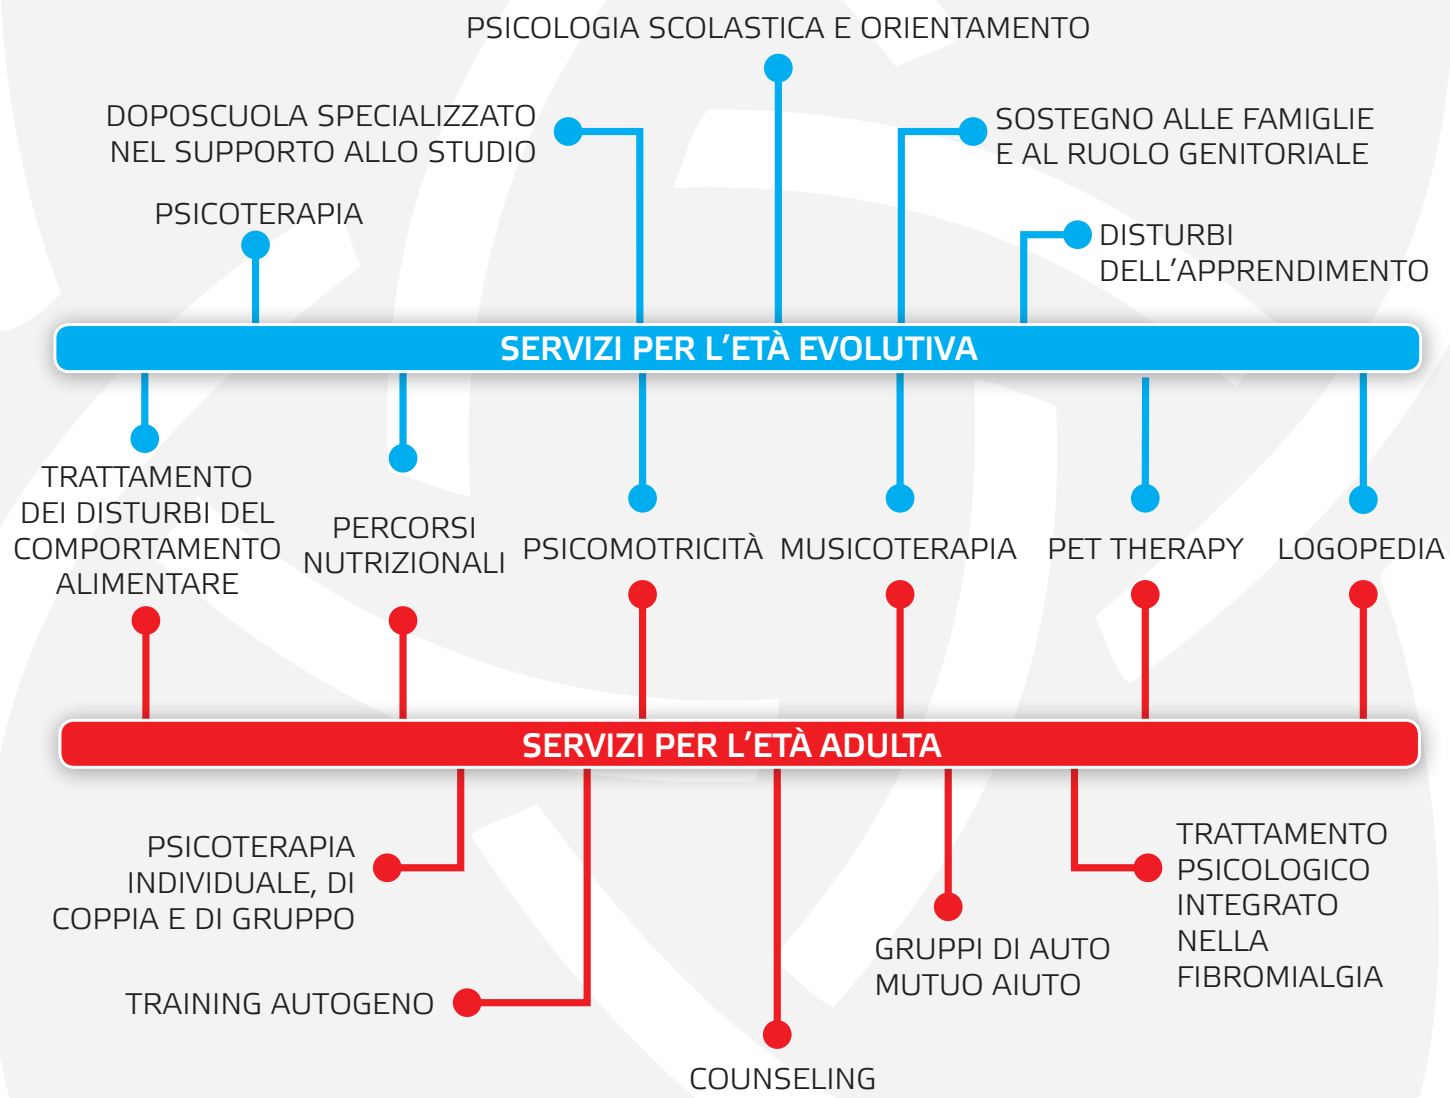 PSICOLOGIA SCOLASTICA E ORIENTAMENTO
DOPOSCUOLA SPECIALIZZATO
NEL SUPPORTO ALLO STUDIO
SOSTEGNO ALLE FAMIGLIE
E AL RUOLO GENITORIALE
PSICOTERAPIA
DISTURBI
DELL'APPRENDIMENTO
SERVIZI PER L'ETÀ EVOLUTIVA
TRATTAMENTO
DEI DISTURBI DEL
COMPORTAMENTO
ALIMENTARE
PERCORSI
NUTRIZIONALI
PSICOMOTRICITÀ
MUSICOTERAPIA
PET THERAPY
LOGOPEDIA
SERVIZI PER L'ETÀ ADULTA
PSICOTERAPIA
INDIVIDUALE, DI
COPPIA E DI GRUPPO
TRAINING AUTOGENO
COUNSELING
GRUPPI DI AUTO
MUTUO AIUTO
TRATTAMENTO
PSICOLOGICO
INTEGRATO
NELLA
FIBROMIALGIA